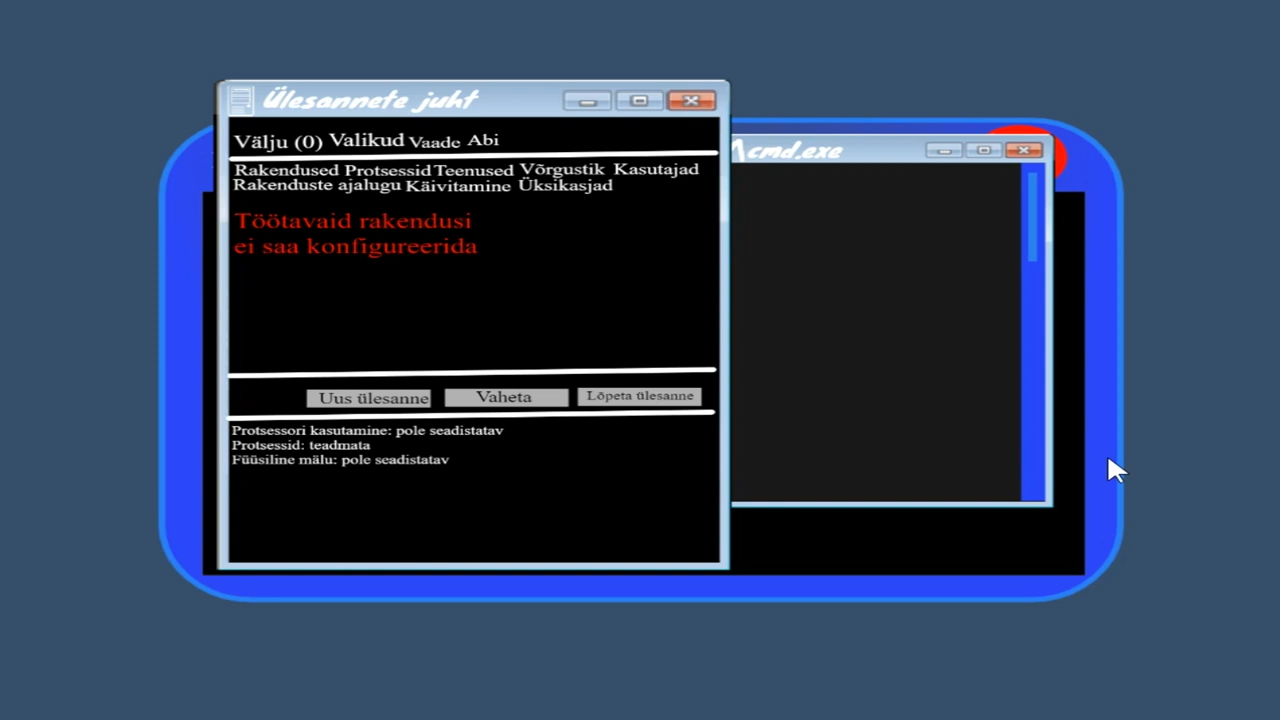 Ülesannete juht
cmd.exe
Välju (0) Valikud Vaade Abi
Rakendused Protsessid Teenused Võrgustik Kasutajad
Rakenduste ajalugu Käivitamine Üksikasjad
Töötavaid rakendusi
ei saa konfigureerida
Uus ülesanne Vaheta Lõpeta ülesanne
Protsessori kasutamine: pole seadistatav
Protsessid: teadmata
Füüsiline mälu: pole seadistatav